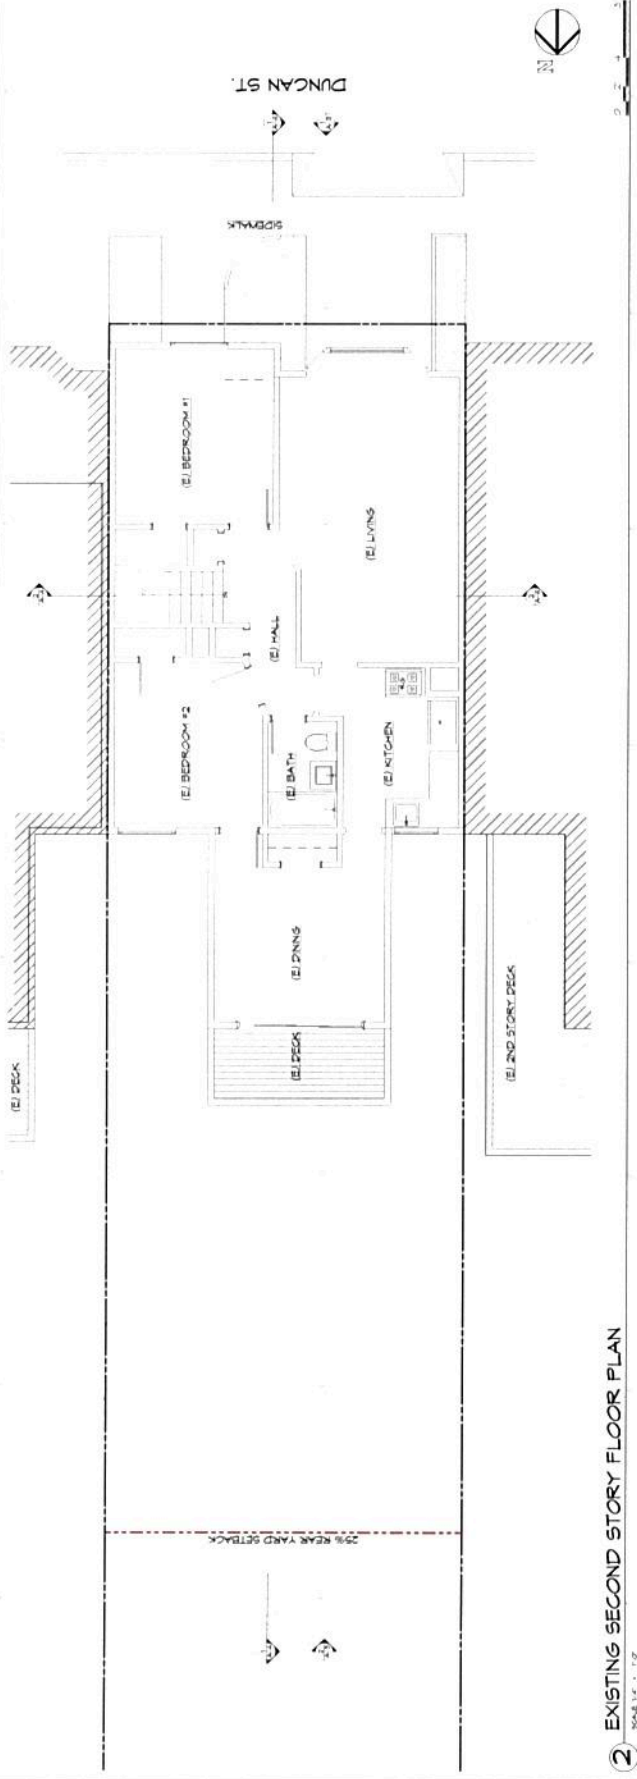 DUNCAN ST.
N
SIDEWALK
(E) BEDROOM #1
(E) LIVING
(E) HALL
(E) BEDROOM #2
(E) BATH
(E) KITCHEN
(E) DINING
(E) DECK
(E) DECK
(E) 2ND STORY DECK
25% REAR YARD SETBACK
2 EXISTING SECOND STORY FLOOR PLAN